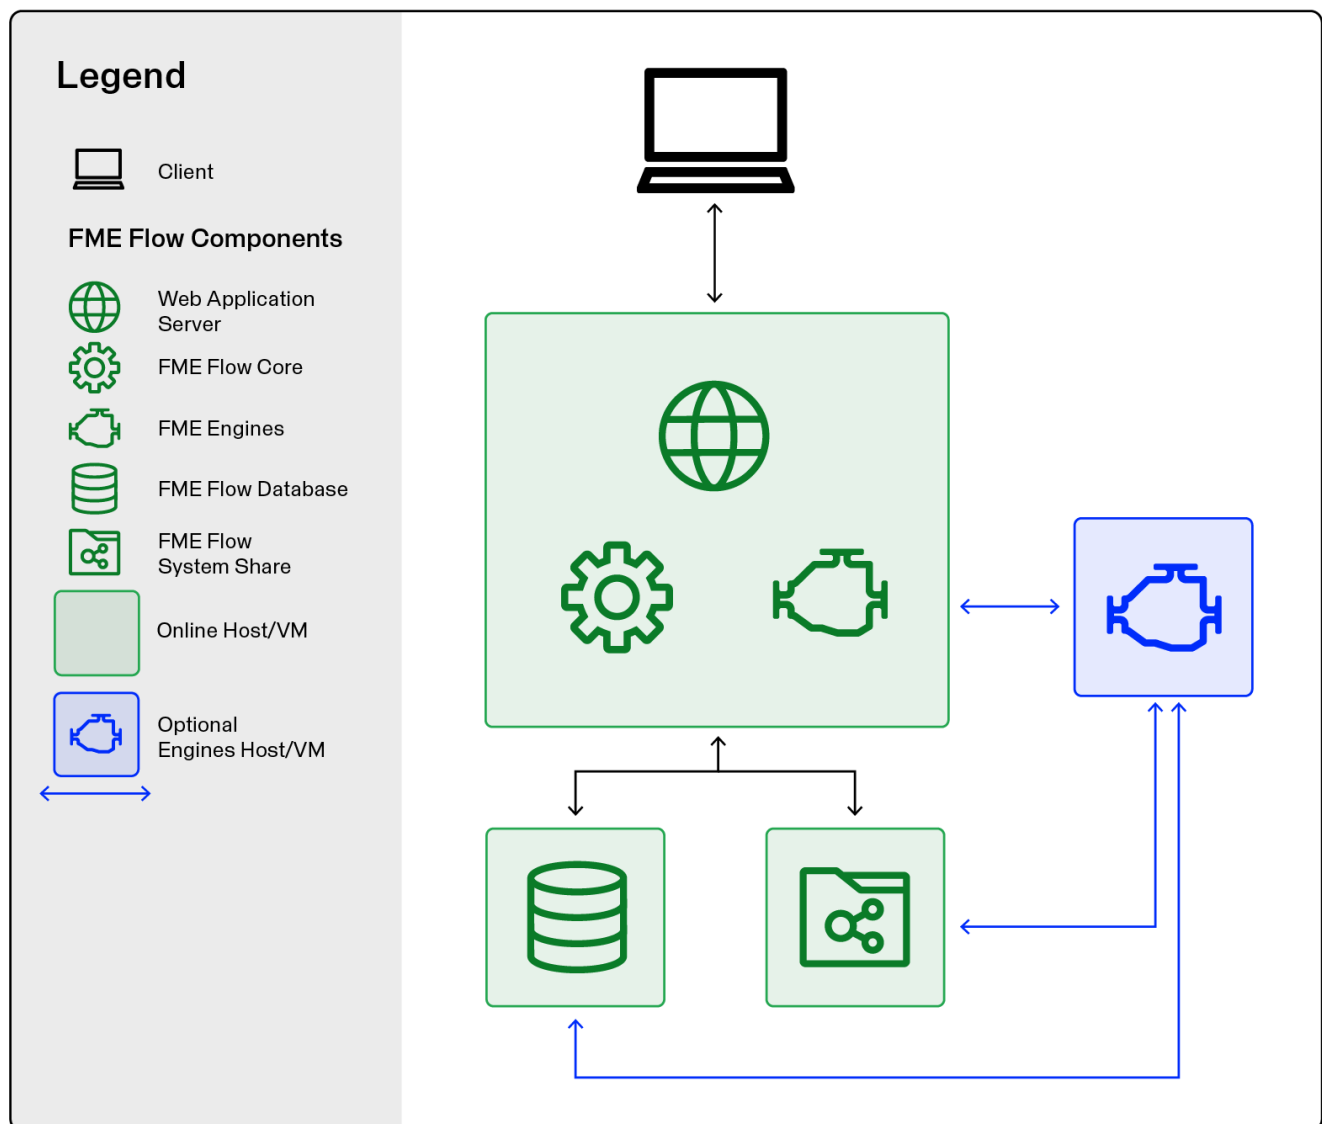 Legend
Client
FME Flow Components
Web Application
Server
FME Flow Core
FME Engines
FME Flow Database
FME Flow
System Share
Online Host/VM
Optional
Engines Host/VM